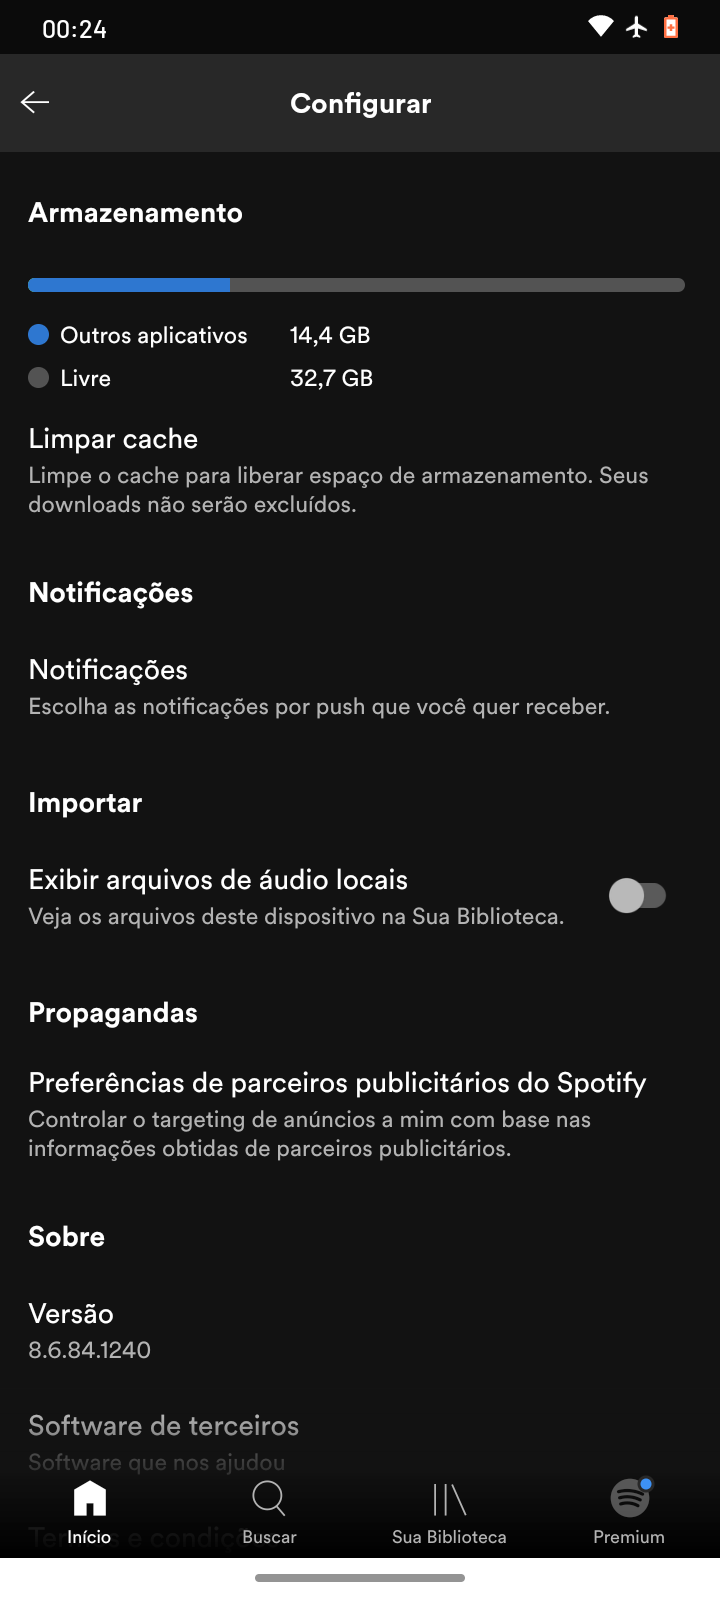 00:24
Configurar
Armazenamento
Outros aplicativos 14,4 GB
Livre 32,7 GB
Limpar cache
Limpe o cache para liberar espaço de armazenamento. Seus
downloads não serão excluídos.
Notificações
Notificações
Escolha as notificações por push que você quer receber.
Importar
Exibir arquivos de áudio locais
Veja os arquivos deste dispositivo na Sua Biblioteca.
Propagandas
Preferências de parceiros publicitários do Spotify
Controlar o targeting de anúncios a mim com base nas
informações obtidas de parceiros publicitários.
Sobre
Versão
8.6.84.1240
Software de terceiros
Software que nos ajudou
Início Buscar Sua Biblioteca Premium